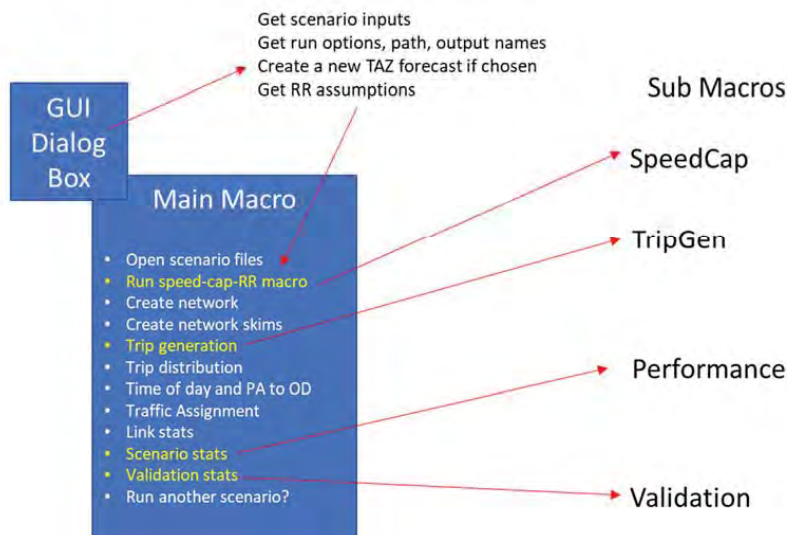 Get scenario inputs
Get run options, path, output names
Create a new TAZ forecast if chosen
Get RR assumptions
GUI
Dialog
Box
Main Macro
• Open scenario files
• Run speed-cap-RR macro
• Create network
• Create network skims
• Trip generation
• Trip distribution
• Time of day and PA to OD
• Traffic Assignment
• Link stats
• Scenario stats
• Validation stats
• Run another scenario?
Sub Macros
SpeedCap
TripGen
Performance
Validation